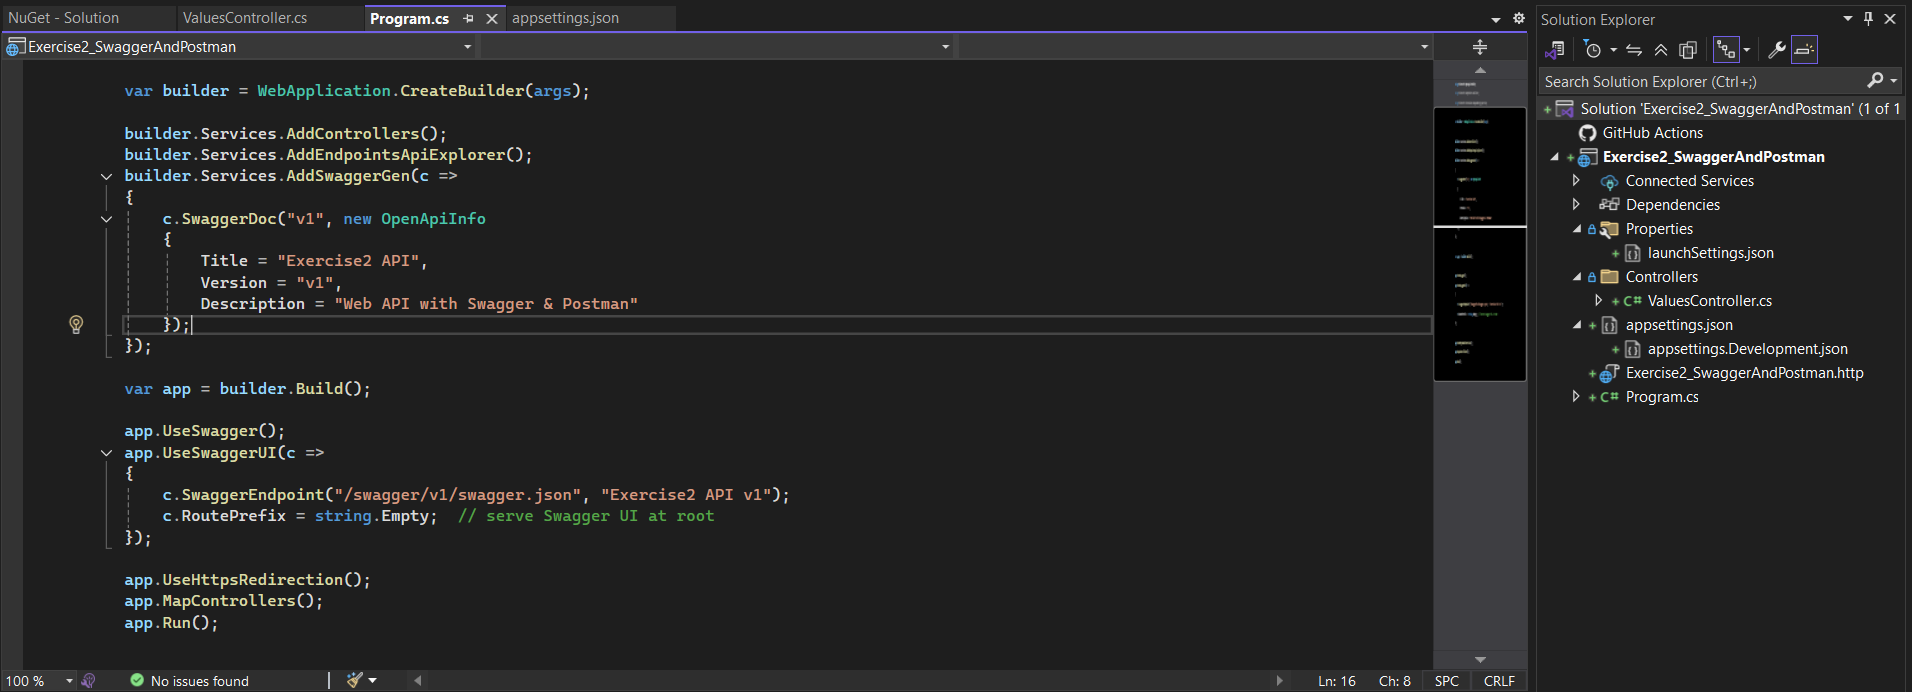 NuGet - Solution
ValuesController.cs
Program.cs
appsettings.json
Exercise2_SwaggerAndPostman
var builder = WebApplication.CreateBuilder(args);
builder.Services.AddControllers();
builder.Services.AddEndpointsApiExplorer();
builder.Services.AddSwaggerGen(c =>
{
c.SwaggerDoc("v1", new OpenApiInfo
{
Title = "Exercise2 API",
Version = "v1",
Description = "Web API with Swagger & Postman"
});
});
var app = builder.Build();
app.UseSwagger();
app.UseSwaggerUI(c =>
{
c.SwaggerEndpoint("/swagger/v1/swagger.json", "Exercise2 API v1");
c.RoutePrefix = string.Empty;  // serve Swagger UI at root
});
app.UseHttpsRedirection();
app.MapControllers();
app.Run();
100 %
No issues found
Ln: 16
Ch: 8
SPC
CRLF
Solution Explorer
Search Solution Explorer (Ctrl+;)
Solution 'Exercise2_SwaggerAndPostman' (1 of 1
GitHub Actions
Exercise2_SwaggerAndPostman
Connected Services
Dependencies
Properties
launchSettings.json
Controllers
C# ValuesController.cs
appsettings.json
appsettings.Development.json
Exercise2_SwaggerAndPostman.http
C# Program.cs